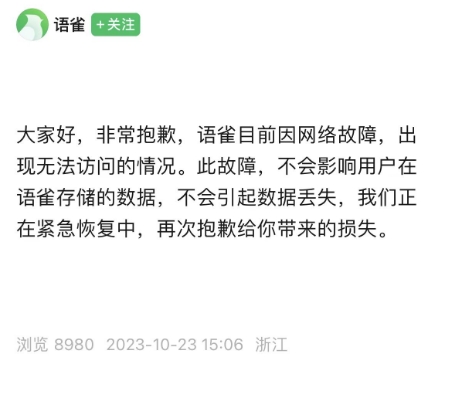 语雀 +关注
大家好，非常抱歉，语雀目前因网络故障，出
现无法访问的情况。此故障，不会影响用户在
语雀存储的数据，不会引起数据丢失，我们正
在紧急恢复中，再次抱歉给你带来的损失。
浏览 8980 2023-10-23 15:06 浙江